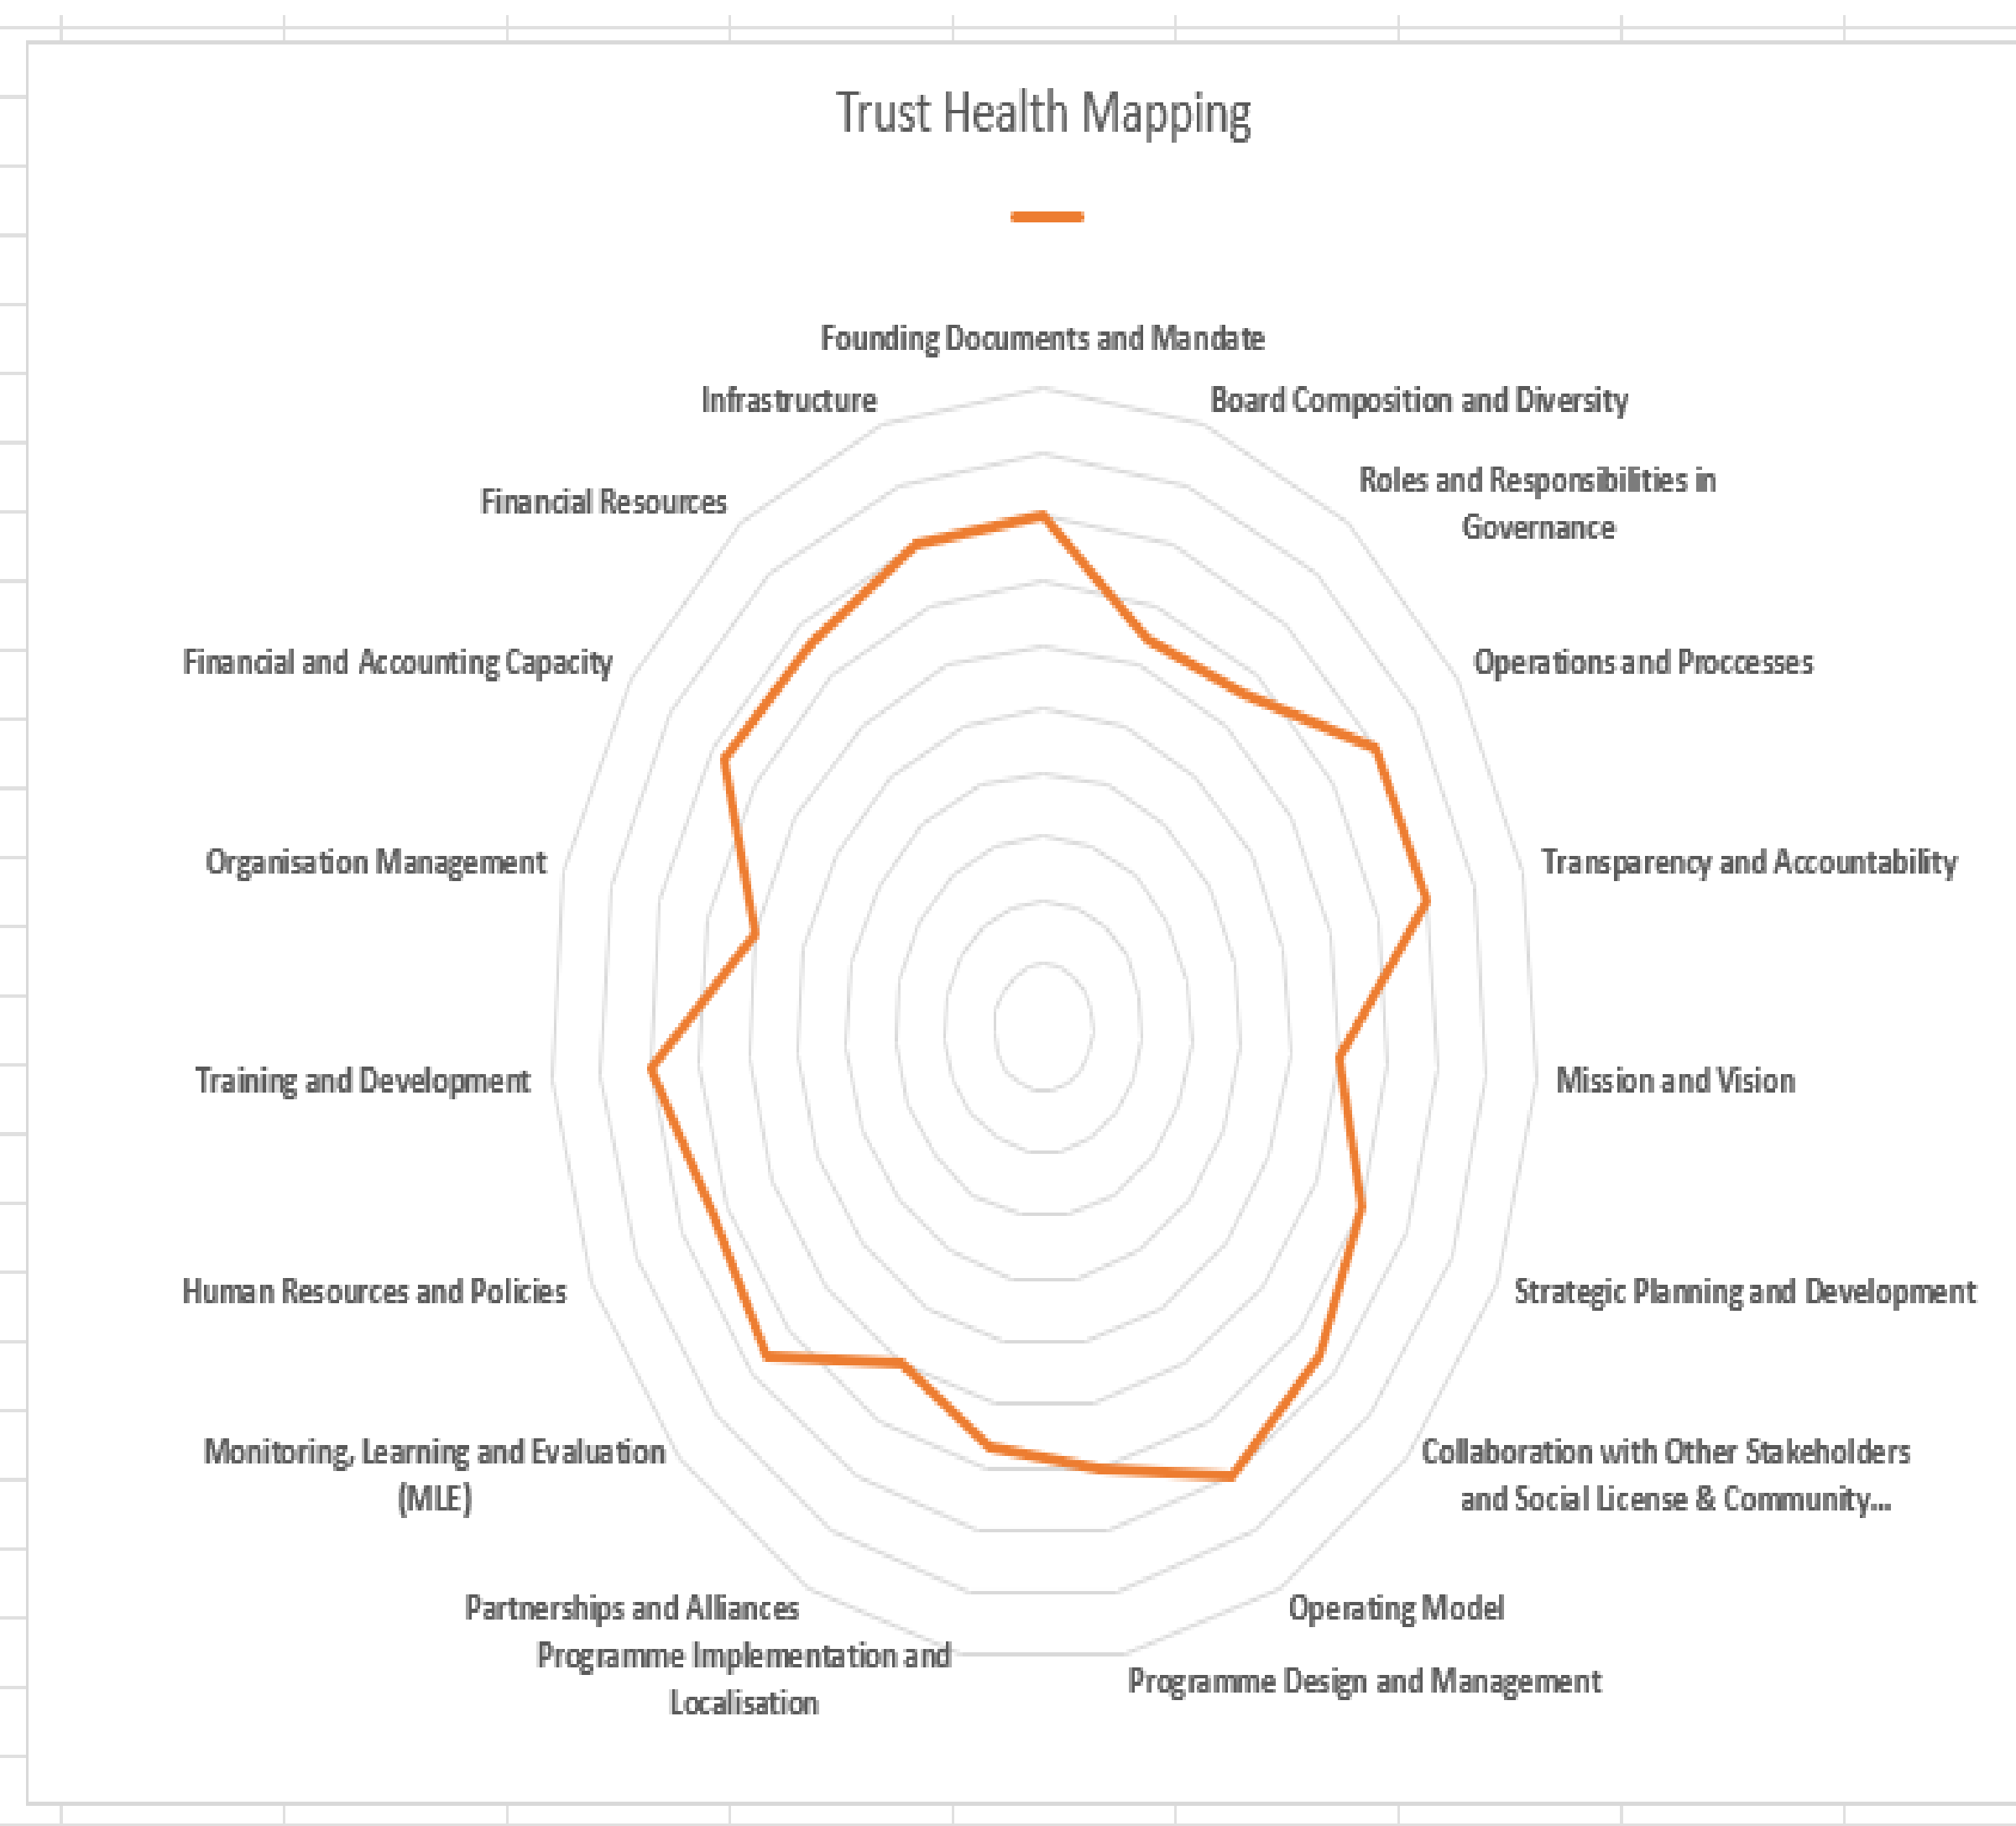 Trust Health Mapping
Founding Documents and Mandate
Board Composition and Diversity
Roles and Responsibilities in
Governance
Operations and Proccesses
Transparency and Accountability
Mission and Vision
Strategic Planning and Development
Collaboration with Other Stakeholders
and Social License & Community...
Operating Model
Programme Design and Management
Programme Implementation and
Localisation
Partnerships and Alliances
Monitoring, Learning and Evaluation
(MLE)
Human Resources and Policies
Training and Development
Organisation Management
Financial and Accounting Capacity
Financial Resources
Infrastructure